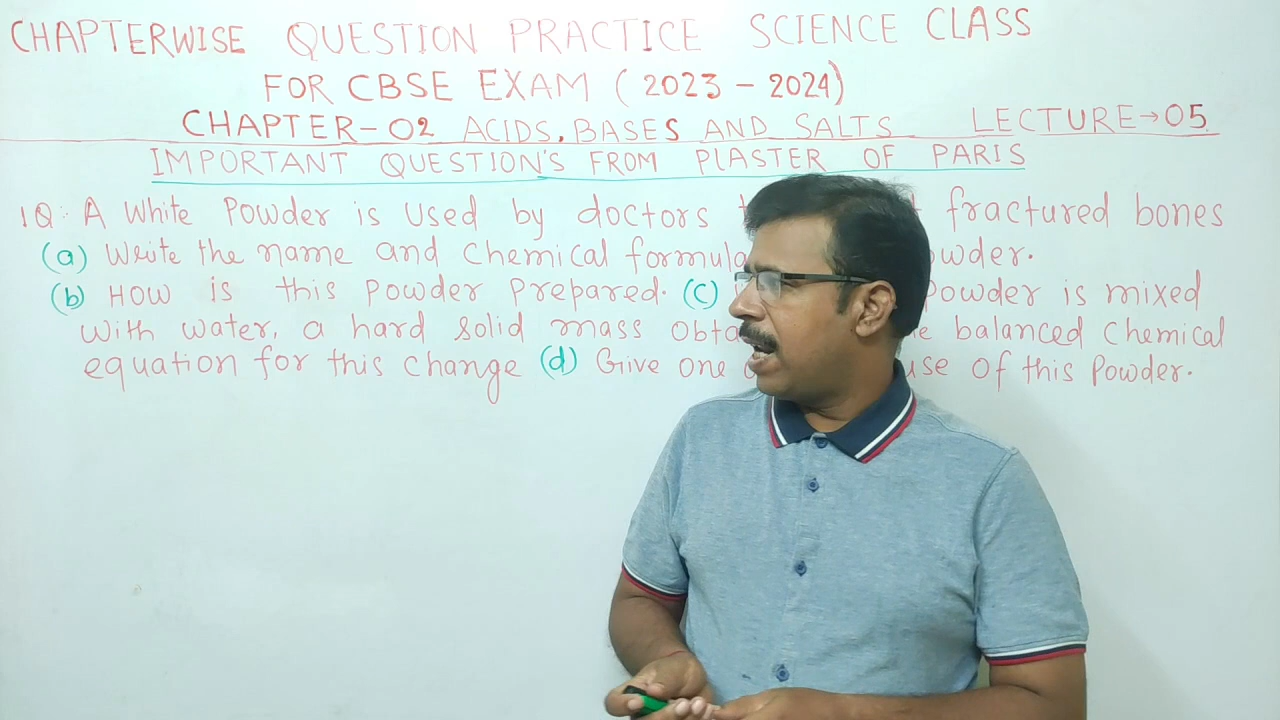 CHAPTERWISE QUESTION PRACTICE SCIENCE CLASS
FOR CBSE EXAM (2023 - 2024)
CHAPTER-02 ACIDS, BASES AND SALTS LECTURE→05
IMPORTANT QUESTION'S FROM PLASTER OF PARIS
1Q: A White Powder is used by doctors fractured bones
(a) Write the name and Chemical formula
(b) HOW is this powder prepared. (C) powder is mixed
With water, a hard solid mass balanced Chemical
equation for this change (d) Give one use of this Powder.